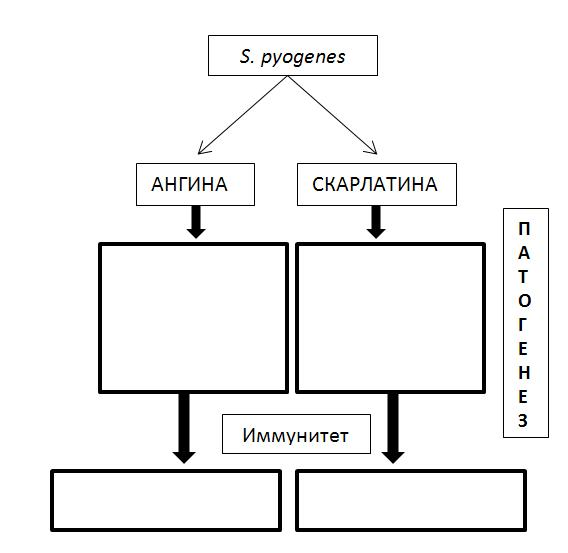 S. pyogenes
АНГИНА
СКАРЛАТИНА
П
А
Т
О
Г
Е
Н
Е
З
Иммунитет